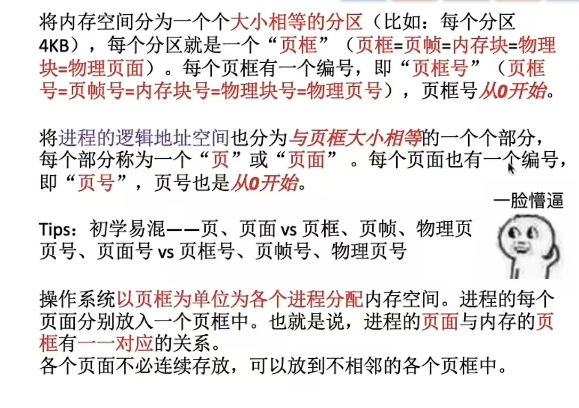 将内存空间分为一个个大小相等的分区（比如：每个分区
4KB），每个分区就是一个“页框”（页框=页帧=内存块=物理
块=物理页面）。每个页框有一个编号，即“页框号”（页框
号=页帧号=内存块号=物理块号=物理页号），页框号从0开始。
将进程的逻辑地址空间也分为与页框大小相等的一个个部分，
每个部分称为一个“页”或“页面” 。每个页面也有一个编号，
即“页号”，页号也是从0开始。
一脸懵逼
Tips：初学易混——页、页面 vs 页框、页帧、物理页
页号、页面号 vs 页框号、页帧号、物理页号
操作系统以页框为单位为各个进程分配内存空间。进程的每个
页面分别放入一个页框中。也就是说，进程的页面与内存的页
框有一一对应的关系。
各个页面不必连续存放，可以放到不相邻的各个页框中。